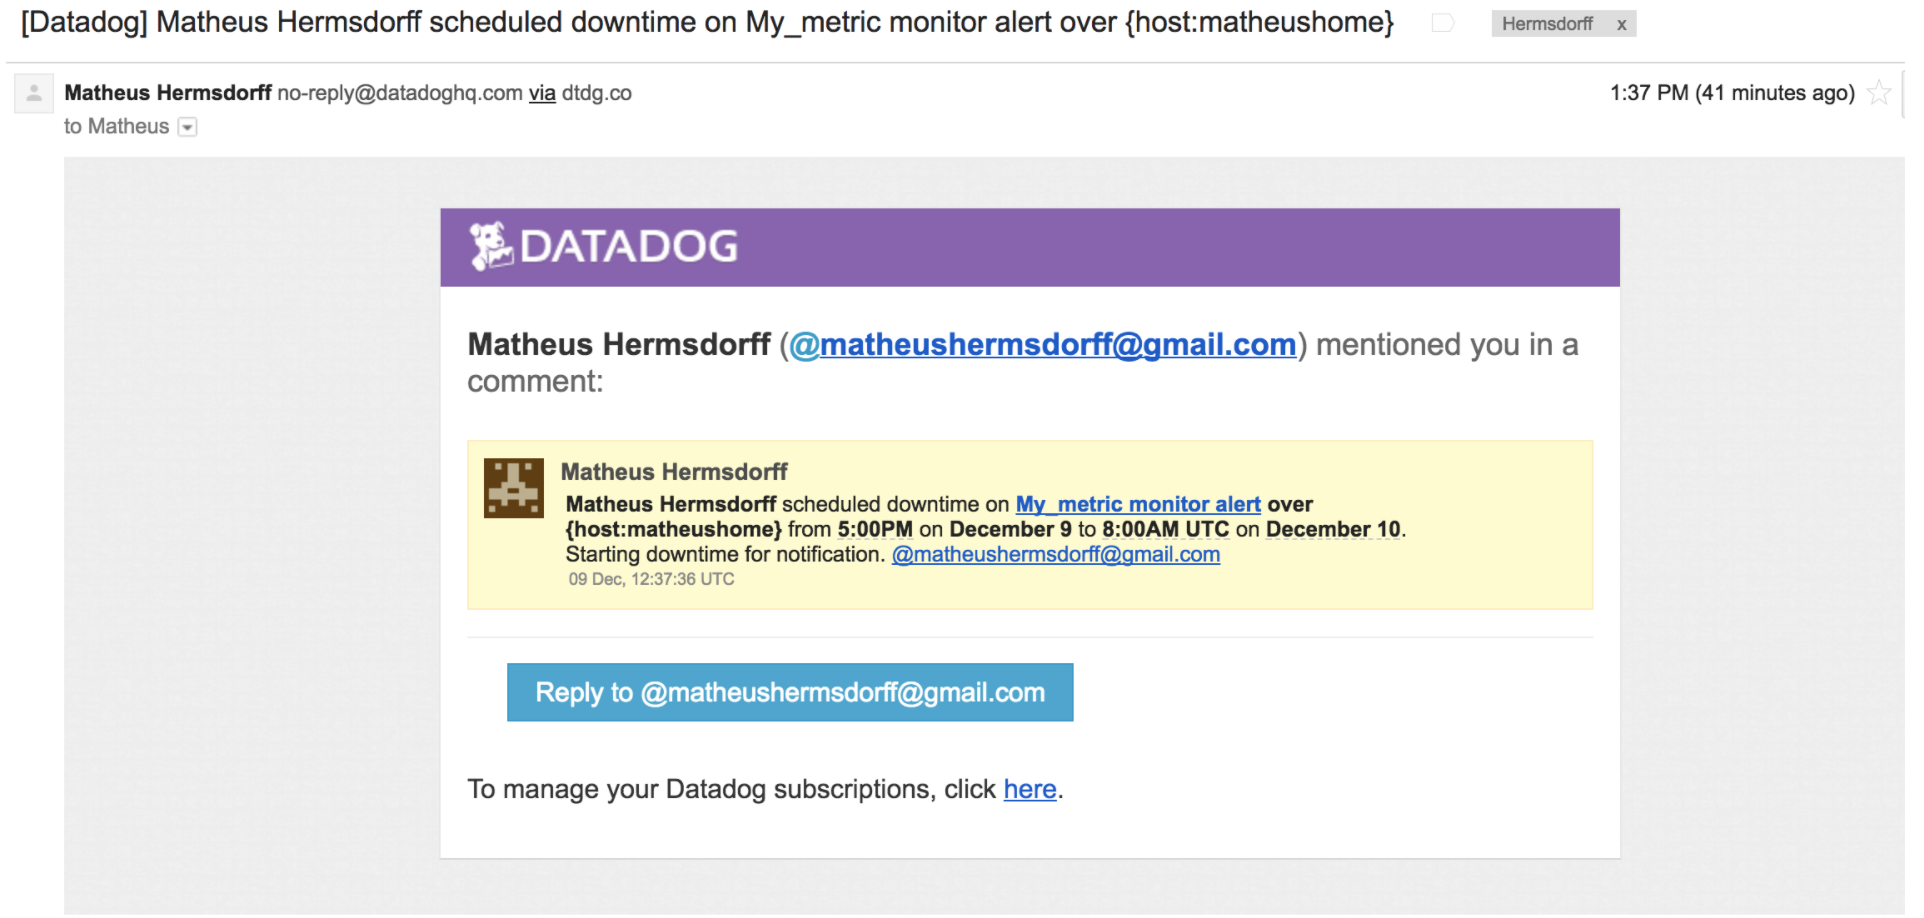 [Datadog] Matheus Hermsdorff scheduled downtime on My_metric monitor alert over {host:matheushome}
Hermsdorff x
Matheus Hermsdorff no-reply@datadoghq.com via dtdg.co
1:37 PM (41 minutes ago)
to Matheus
DATADOG
Matheus Hermsdorff (@matheushermsdorff@gmail.com) mentioned you in a
comment:
Matheus Hermsdorff
Matheus Hermsdorff scheduled downtime on My_metric monitor alert over
{host:matheushome} from 5:00PM on December 9 to 8:00AM UTC on December 10.
Starting downtime for notification. @matheushermsdorff@gmail.com
09 Dec, 12:37:36 UTC
Reply to @matheushermsdorff@gmail.com
To manage your Datadog subscriptions, click here.